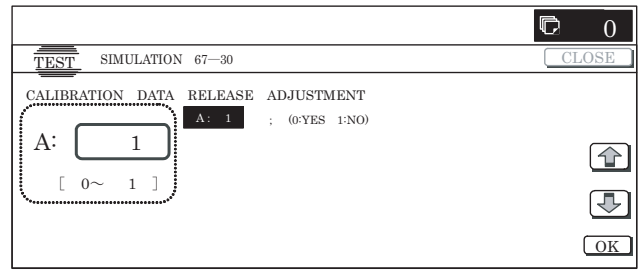 0
TEST SIMULATION 67―30 CLOSE
CALIBRATION DATA RELEASE ADJUSTMENT
A: 1 ; (0:YES 1:NO)
A: 1
[ 0～ 1 ]
OK